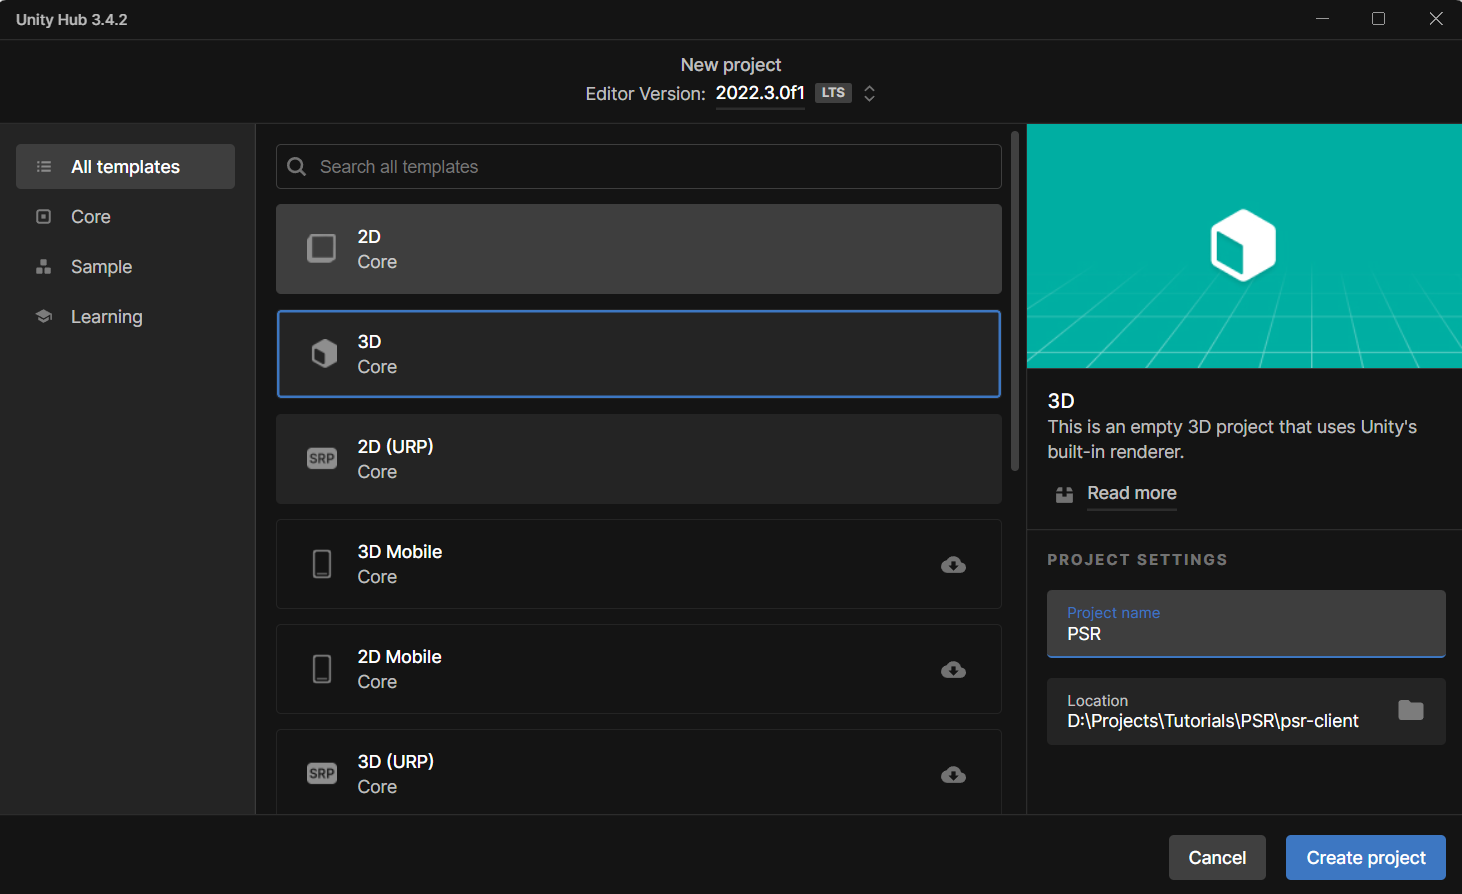 Unity Hub 3.4.2
New project
Editor Version: 2022.3.0f1 LTS
All templates
Core
Sample
Learning
Search all templates
2D
Core
3D
Core
SRP
2D (URP)
Core
3D Mobile
Core
2D Mobile
Core
SRP
3D (URP)
Core
3D
This is an empty 3D project that uses Unity's
built-in renderer.
Read more
PROJECT SETTINGS
Project name
PSR
Location
D:\Projects\Tutorials\PSR\psr-client
Cancel
Create project